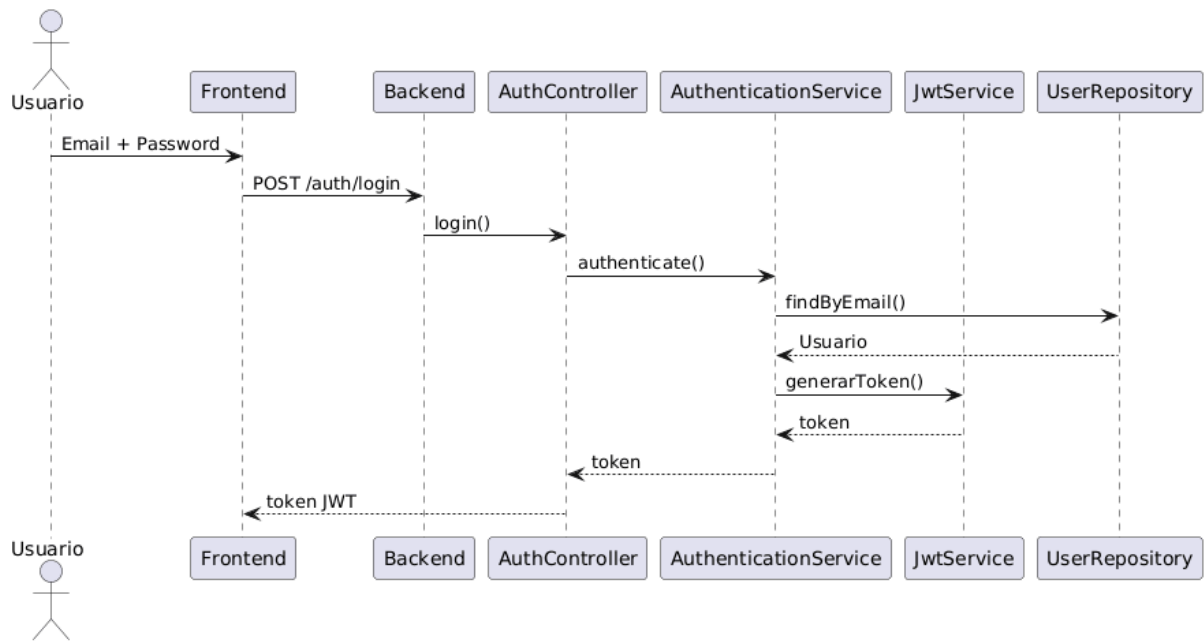 Usuario
Frontend
Backend
AuthController
AuthenticationService
JwtService
UserRepository
Email + Password
POST /auth/login
login()
authenticate()
findByEmail()
Usuario
generarToken()
token
token
token JWT
Usuario
Frontend
Backend
AuthController
AuthenticationService
JwtService
UserRepository